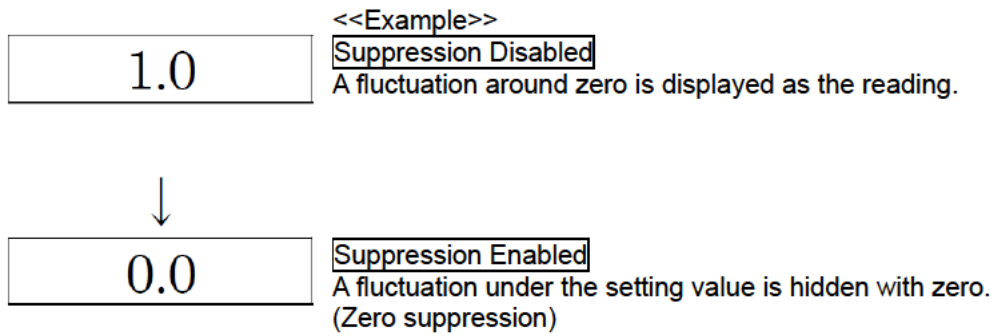 <<Example>>
Suppression Disabled
1.0
A fluctuation around zero is displayed as the reading.
↓
Suppression Enabled
0.0
A fluctuation under the setting value is hidden with zero.
(Zero suppression)